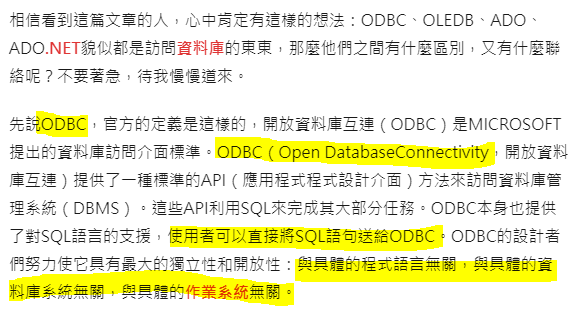 相信看到這篇文章的人，心中肯定有這樣的想法：ODBC、OLEDB、ADO、
ADO.NET貌似都是訪問資料庫的東東，那麼他們之間有什麼區別，又有什麼聯
絡呢？不要著急，待我慢慢道來。
先說ODBC，官方的定義是這樣的，開放資料庫互連（ODBC）是MICROSOFT
提出的資料庫訪問介面標準。ODBC（Open DatabaseConnectivity，開放資料
庫互連）提供了一種標準的API（應用程式程式設計介面）方法來訪問資料庫管
理系統（DBMS）。這些API利用SQL來完成其大部分任務。ODBC本身也提供
了對SQL語言的支援，使用者可以直接將SQL語句送給ODBC。ODBC的設計者
們努力使它具有最大的獨立性和開放性：與具體的程式語言無關，與具體的資
料庫系統無關，與具體的作業系統無關。